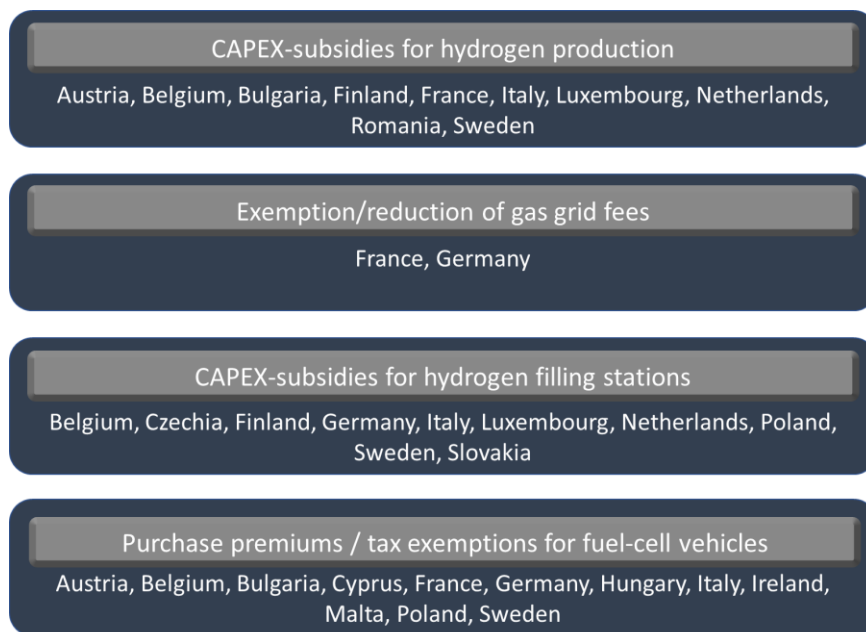 CAPEX-subsidies for hydrogen production
Austria, Belgium, Bulgaria, Finland, France, Italy, Luxembourg, Netherlands,
Romania, Sweden
Exemption/reduction of gas grid fees
France, Germany
CAPEX-subsidies for hydrogen filling stations
Belgium, Czechia, Finland, Germany, Italy, Luxembourg, Netherlands, Poland,
Sweden, Slovakia
Purchase premiums / tax exemptions for fuel-cell vehicles
Austria, Belgium, Bulgaria, Cyprus, France, Germany, Hungary, Italy, Ireland,
Malta, Poland, Sweden